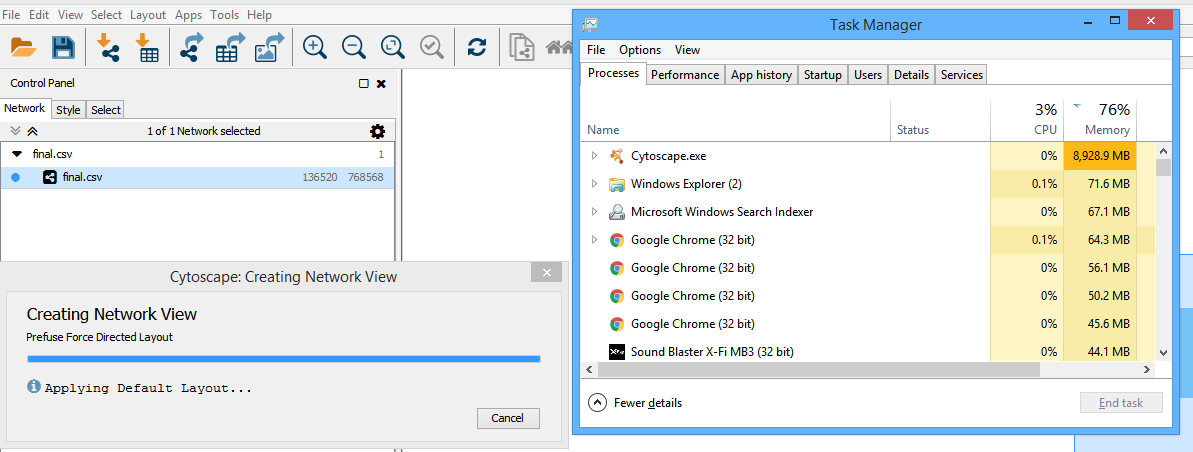 File Edit View Select Layout Apps Tools Help
Control Panel
Network Style Select
1 of 1 Network selected
final.csv 1
final.csv 136520 768568
Cytoscape: Creating Network View
Creating Network View
Prefuse Force Directed Layout
Applying Default Layout...
Cancel
Task Manager
File Options View
Processes Performance App history Startup Users Details Services
3% 76%
Name Status CPU Memory
Cytoscape.exe 0% 8,928.9 MB
Windows Explorer (2) 0.1% 71.6 MB
Microsoft Windows Search Indexer 0% 67.1 MB
Google Chrome (32 bit) 0.1% 64.3 MB
Google Chrome (32 bit) 0% 56.1 MB
Google Chrome (32 bit) 0% 50.2 MB
Google Chrome (32 bit) 0% 45.6 MB
Sound Blaster X-Fi MB3 (32 bit) 0% 44.1 MB
Fewer details
End task